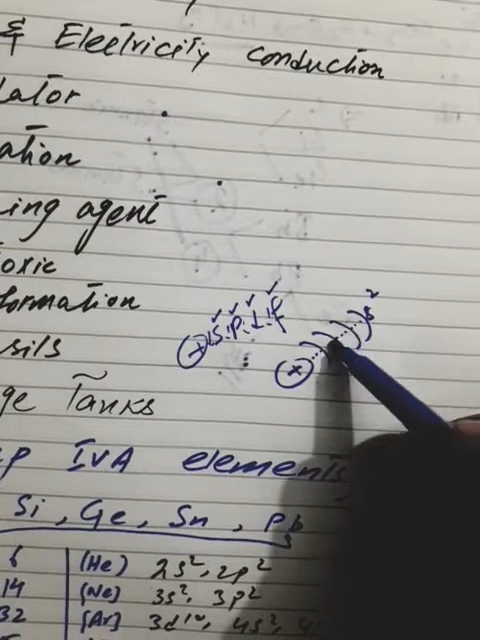 & Electricity conduction
lator
ation
ing agent
oxic
formation
sils
ge Tanks
+ s.p.d.f
+ s²
p IVA elements
Si, Ge, Sn, Pb
6 (He) 2s², 2p²
14 (Ne) 3s², 3p²
32 (Ar) 3d¹⁰, 4s²,